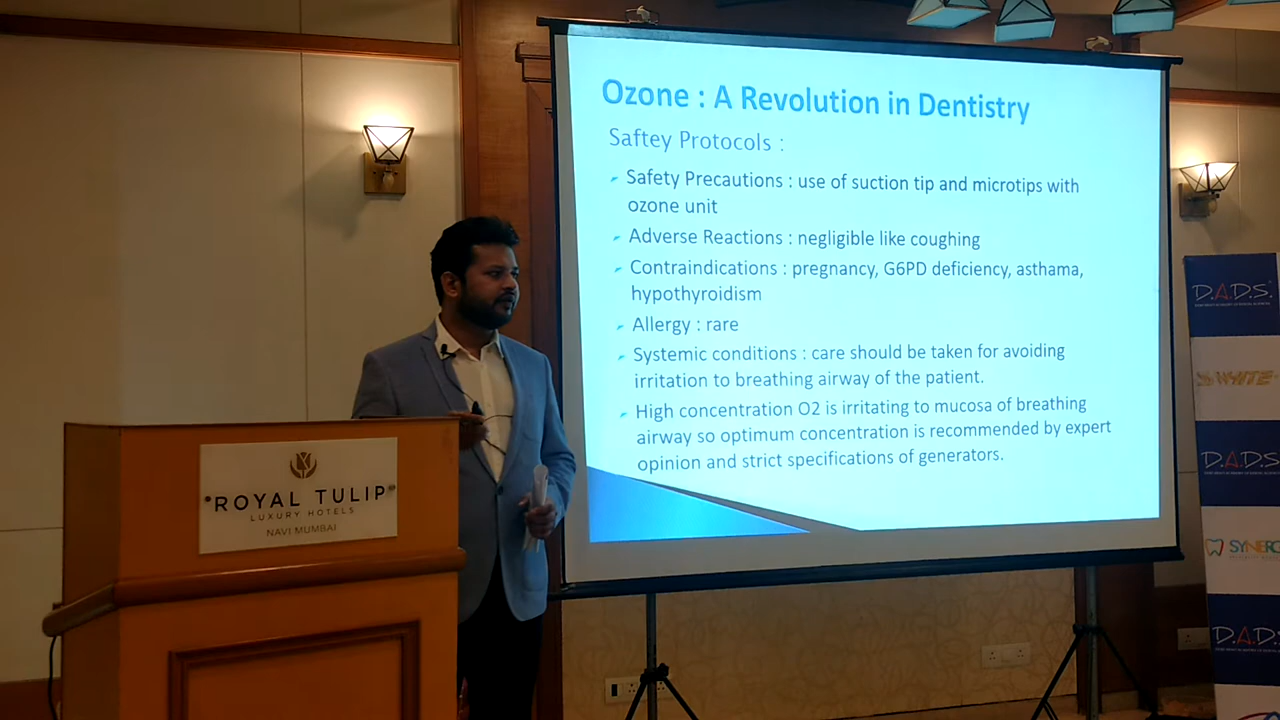 Ozone : A Revolution in Dentistry
Saftey Protocols :
Safety Precautions : use of suction tip and microtips with
ozone unit
Adverse Reactions : negligible like coughing
Contraindications : pregnancy, G6PD deficiency, asthama,
hypothyroidism
Allergy : rare
Systemic conditions : care should be taken for avoiding
irritation to breathing airway of the patient.
High concentration O2 is irritating to mucosa of breathing
airway so optimum concentration is recommended by expert
opinion and strict specifications of generators.
ROYAL TULIP
LUXURY HOTELS
NAVI MUMBAI
D.A.D.S.
WHITE
D.A.D.S
SYNERG
D.A.D.S